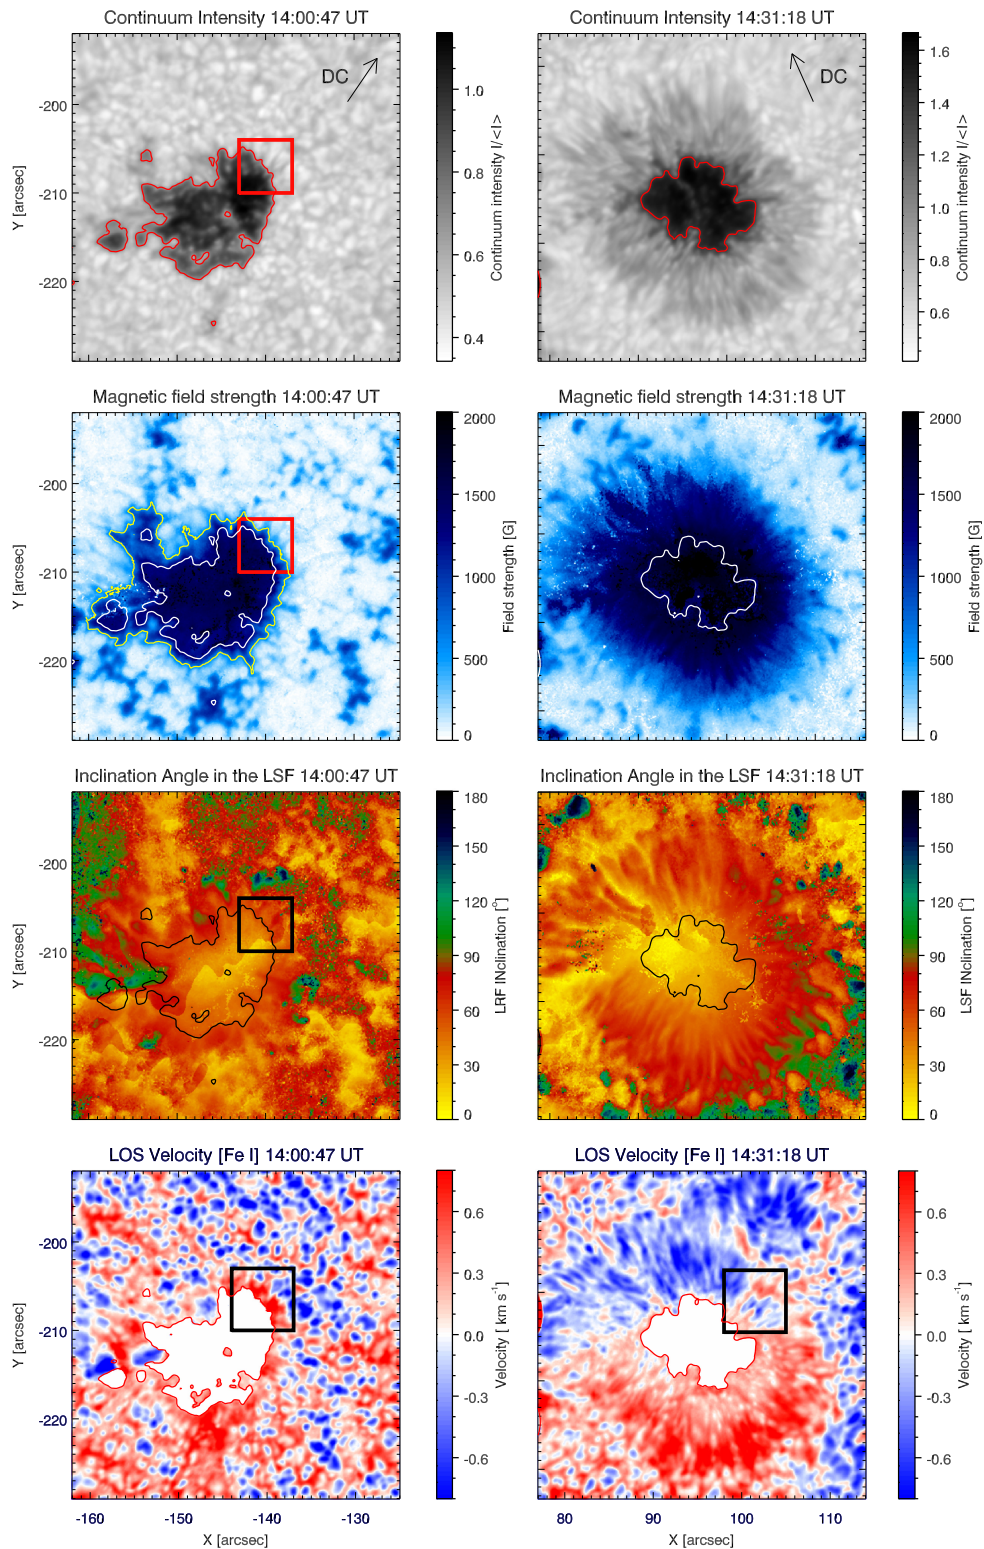 Continuum Intensity 14:00:47 UT
Continuum Intensity 14:31:18 UT
DC
DC
-200
-210
-220
Y [arcsec]
1.0
0.8
0.6
0.4
Continuum intensity I/<I>
1.6
1.4
1.2
1.0
0.8
0.6
Continuum intensity I/<I>
Magnetic field strength 14:00:47 UT
Magnetic field strength 14:31:18 UT
-200
-210
-220
Y [arcsec]
2000
1500
1000
500
0
Field strength [G]
2000
1500
1000
500
0
Field strength [G]
Inclination Angle in the LSF 14:00:47 UT
Inclination Angle in the LSF 14:31:18 UT
-200
-210
-220
Y [arcsec]
180
150
120
90
60
30
0
LRF INclination [°]
180
150
120
90
60
30
0
LSF INclination [°]
LOS Velocity [Fe I] 14:00:47 UT
LOS Velocity [Fe I] 14:31:18 UT
-200
-210
-220
Y [arcsec]
0.6
0.3
0.0
-0.3
-0.6
Velocity [ km s-1]
0.6
0.3
0.0
-0.3
-0.6
Velocity [ km s-1]
-160 -150 -140 -130
X [arcsec]
80 90 100 110
X [arcsec]